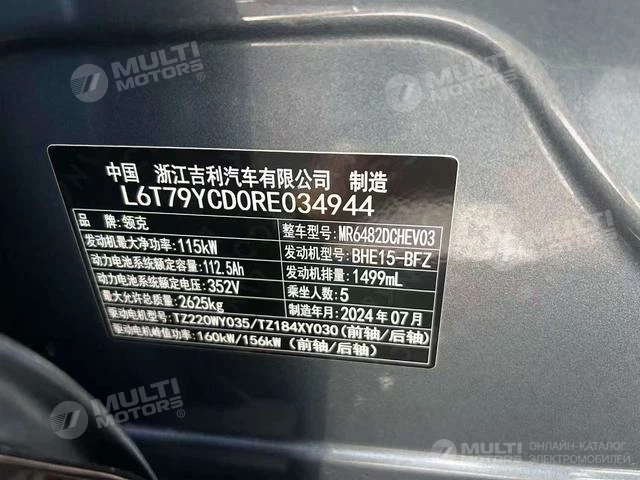 MULTI
MOTORS®
MULTI
MOTORS®
中国 浙江吉利汽车有限公司 制造
L6T79YCD0RE034944
品牌:领克 整车型号:MR6482DCHEV03
发动机最大净功率:115kW 发动机型号:BHE15-BFZ
动力电池系统额定容量:112.5Ah 发动机排量:1499mL
动力电池系统额定电压:352V 乘坐人数:5
最大允许总质量:2625kg 制造年月:2024年07月
驱动电机型号:TZ220WY035/TZ184XY030(前轴/后轴)
驱动电机峰值功率:160kW/156kW (前轴/后轴)
MULTI
MOTORS®
MULTI
MOTORS
ОНЛАЙН-КАТАЛОГ
ЭЛЕКТРОМОБИЛЕЙ